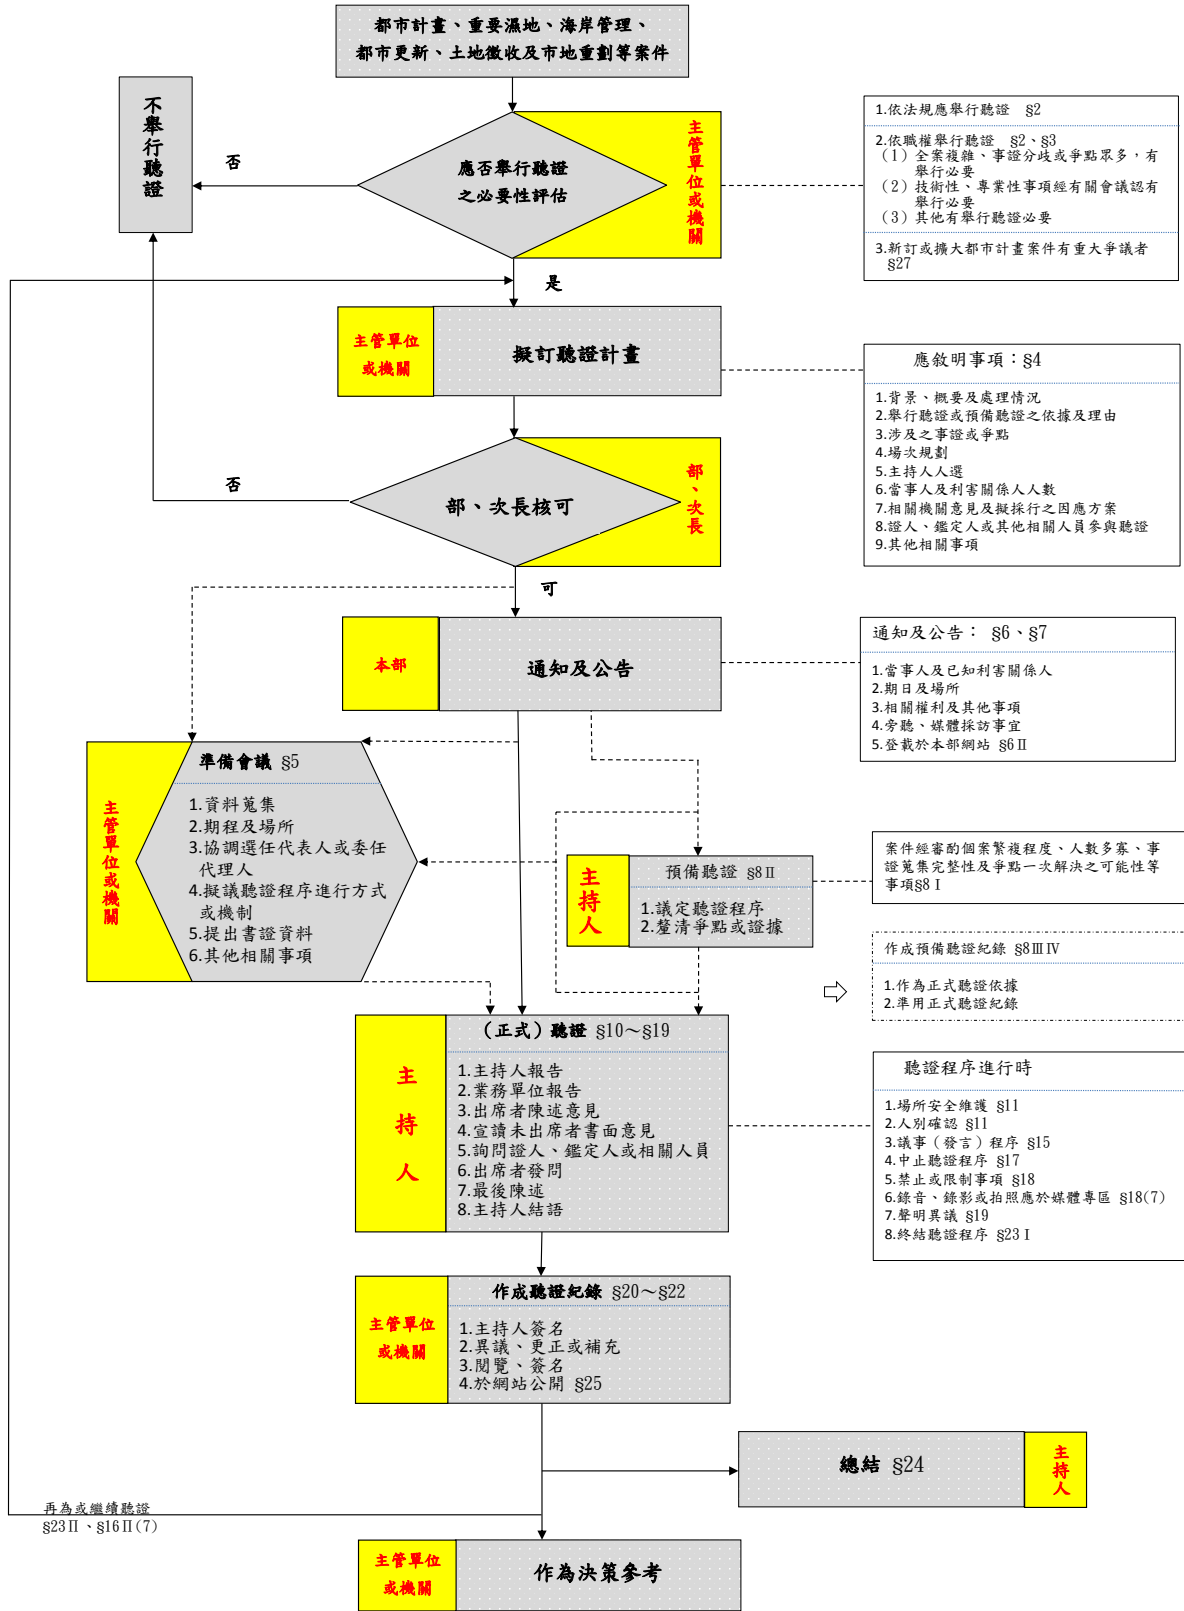 都市計畫、重要濕地、海岸管理、
都市更新、土地徵收及市地重劃等案件
不舉行聽證
否
應否舉行聽證
之必要性評估
主管單位或機關
1.依法規應舉行聽證 §2
2.依職權舉行聽證 §2、§3
(1)全案複雜、事證分歧或爭點眾多，有
舉行必要
(2)技術性、專業性事項經有關會議認有
舉行必要
(3)其他有舉行聽證必要
3.新訂或擴大都市計畫案件有重大爭議者
§27
是
主管單位
或機關
擬訂聽證計畫
應敘明事項：§4
1.背景、概要及處理情況
2.舉行聽證或預備聽證之依據及理由
3.涉及之事證或爭點
4.場次規劃
5.主持人人選
6.當事人及利害關係人人數
7.相關機關意見及擬採行之因應方案
8.證人、鑑定人或其他相關人員參與聽證
9.其他相關事項
否
部、次長核可
部、次長
可
本部
通知及公告
通知及公告： §6、§7
1.當事人及已知利害關係人
2.期日及場所
3.相關權利及其他事項
4.旁聽、媒體採訪事宜
5.登載於本部網站 §6Ⅱ
主管單位或機關
準備會議 §5
1.資料蒐集
2.期程及場所
3.協調選任代表人或委任
代理人
4.擬議聽證程序進行方式
或機制
5.提出書證資料
6.其他相關事項
主持人
預備聽證 §8Ⅱ
1.議定聽證程序
2.釐清爭點或證據
案件經審酌個案繁複程度、人數多寡、事
證蒐集完整性及爭點一次解決之可能性等
事項§8Ⅰ
作成預備聽證紀錄 §8ⅢⅣ
1.作為正式聽證依據
2.準用正式聽證紀錄
主持人
(正式)聽證 §10～§19
1.主持人報告
2.業務單位報告
3.出席者陳述意見
4.宣讀未出席者書面意見
5.詢問證人、鑑定人或相關人員
6.出席者發問
7.最後陳述
8.主持人結語
聽證程序進行時
1.場所安全維護 §11
2.人別確認 §11
3.議事(發言)程序 §15
4.中止聽證程序 §17
5.禁止或限制事項 §18
6.錄音、錄影或拍照應於媒體專區 §18(7)
7.聲明異議 §19
8.終結聽證程序 §23Ⅰ
主管單位
或機關
作成聽證紀錄 §20～§22
1.主持人簽名
2.異議、更正或補充
3.閱覽、簽名
4.於網站公開 §25
總結 §24
主持人
再為或繼續聽證
§23Ⅱ、§16Ⅱ(7)
主管單位
或機關
作為決策參考